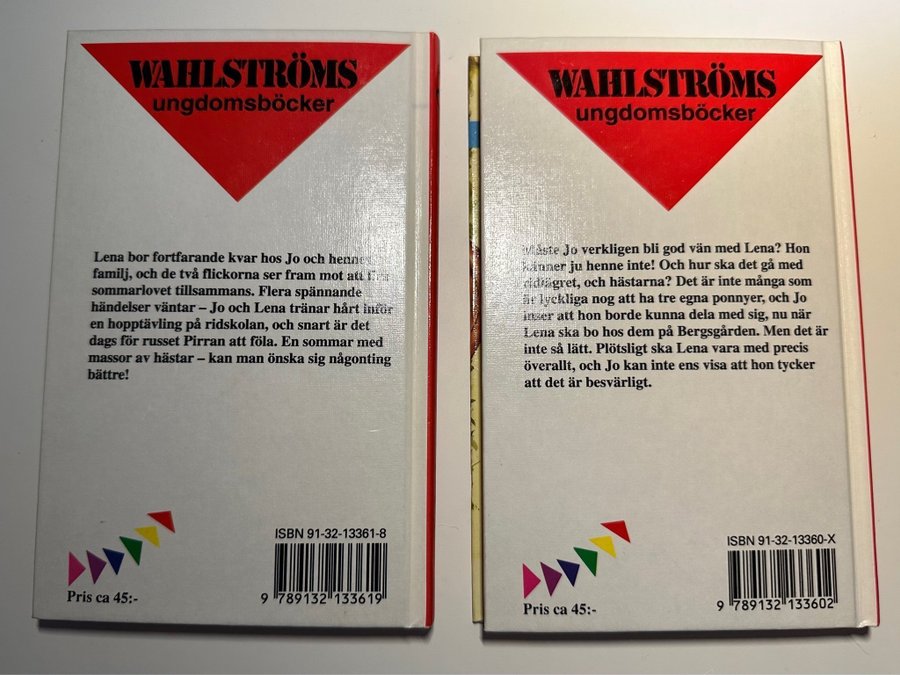 WAHLSTRÖMS
ungdomsböcker
Lena bor fortfarande kvar hos Jo och hennes
familj, och de två flickorna ser fram mot att
sommarlovet tillsammans. Flera spännande
händelser väntar – Jo och Lena tränar hårt inför
en hopptävling på ridskolan, och snart är det
dags för russet Pirran att föla. En sommar med
massor av hästar – kan man önska sig någonting
bättre!
Pris ca 45:-
ISBN 91-32-13361-8
9 789132 133619
WAHLSTRÖMS
ungdomsböcker
Måste Jo verkligen bli god vän med Lena? Hon
känner ju henne inte! Och hur ska det gå med
ridlägret, och hästarna? Det är inte många som
är lyckliga nog att ha tre egna ponnyer, och Jo
inser att hon borde kunna dela med sig, nu när
Lena ska bo hos dem på Bergsgården. Men det är
inte så lätt. Plötsligt ska Lena vara med precis
överallt, och Jo kan inte ens visa att hon tycker
att det är besvärligt.
Pris ca 45:-
ISBN 91-32-13360-X
9 789132 133602